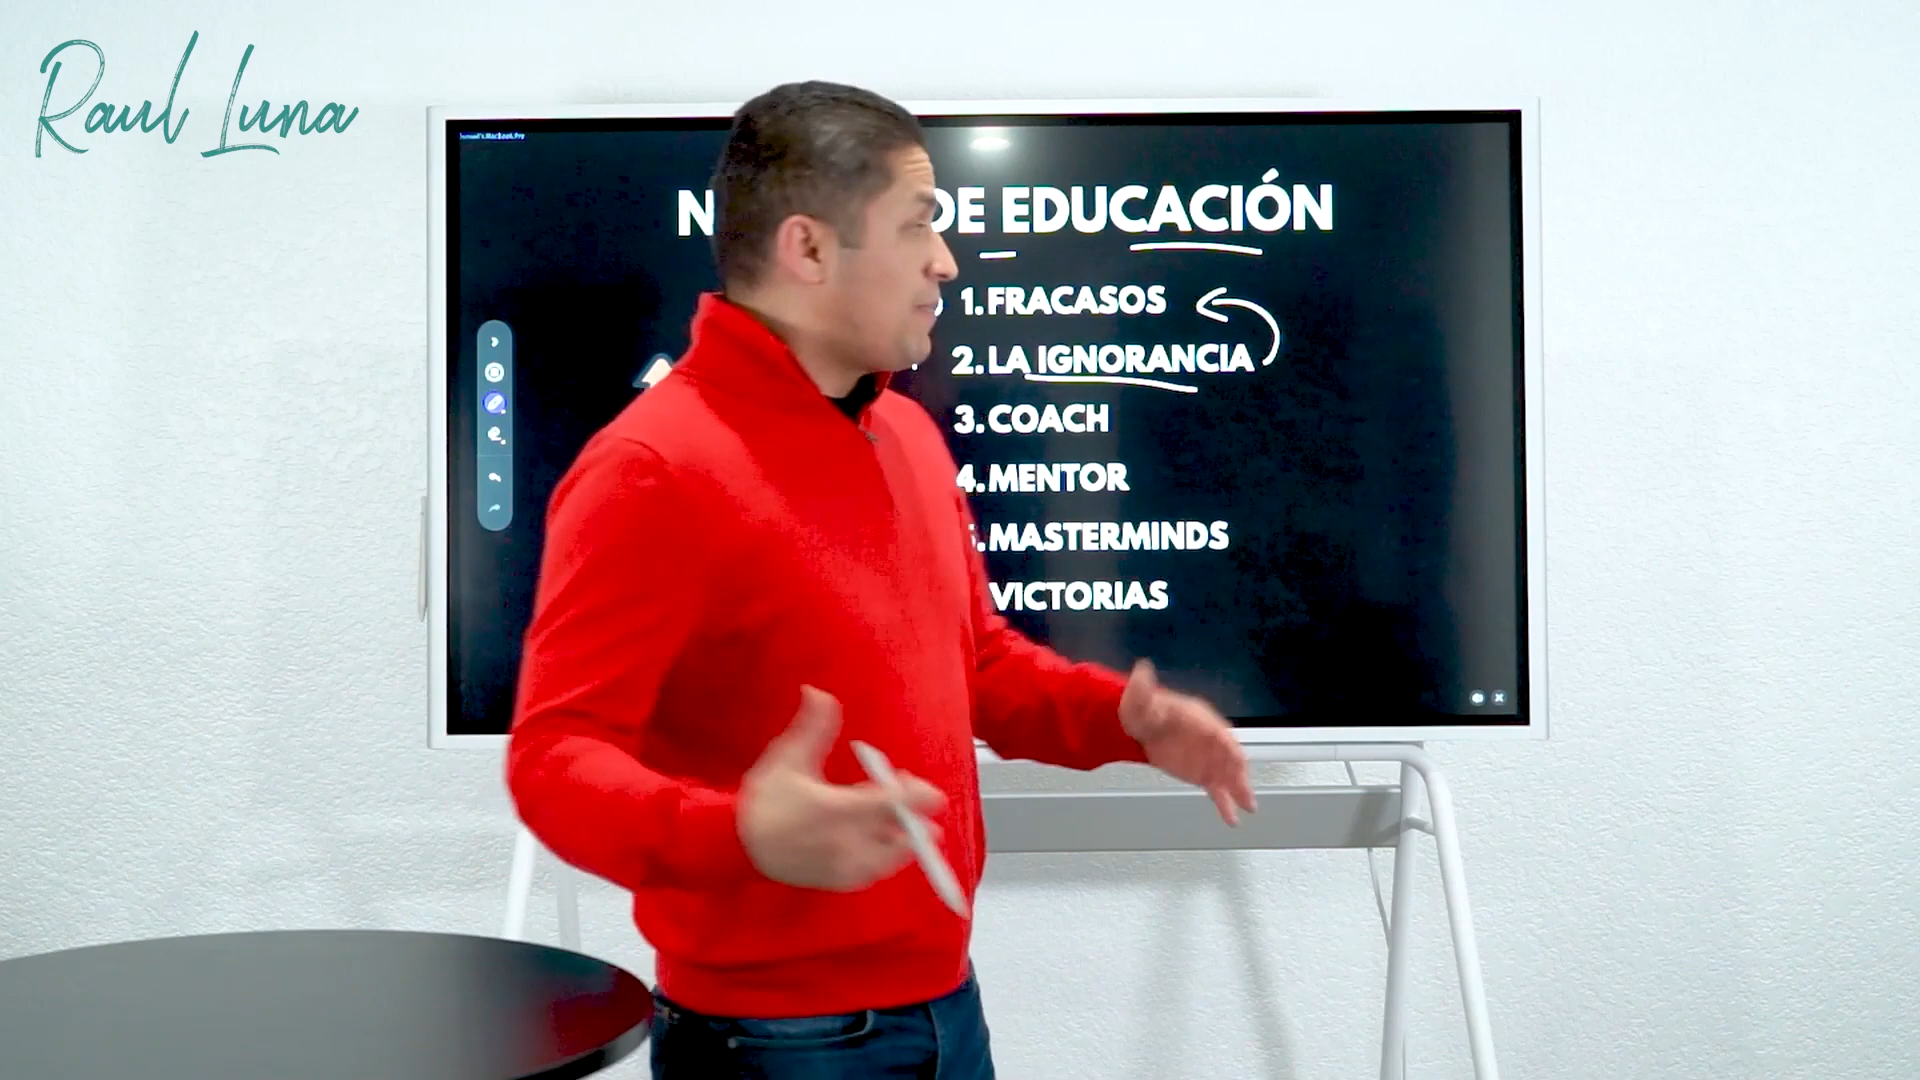 Raul Luna
DE EDUCACIÓN
1. FRACASOS
2. LA IGNORANCIA
3. COACH
4. MENTOR
MASTERMINDS
VICTORIAS